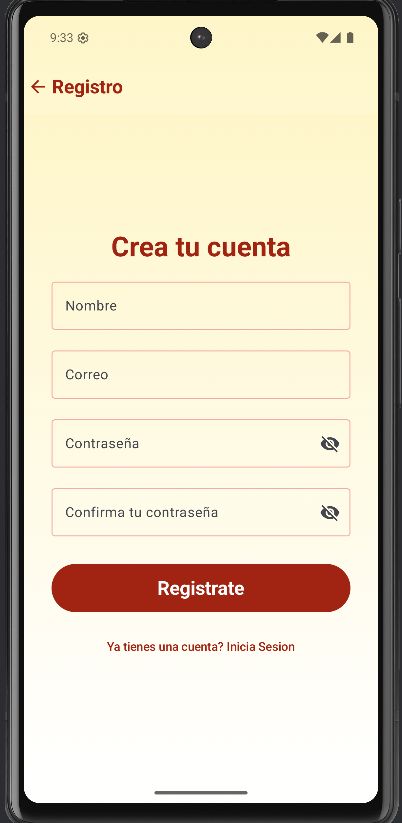 9:33
Registro
Crea tu cuenta
Nombre
Correo
Contraseña
Confirma tu contraseña
Registrate
Ya tienes una cuenta? Inicia Sesion